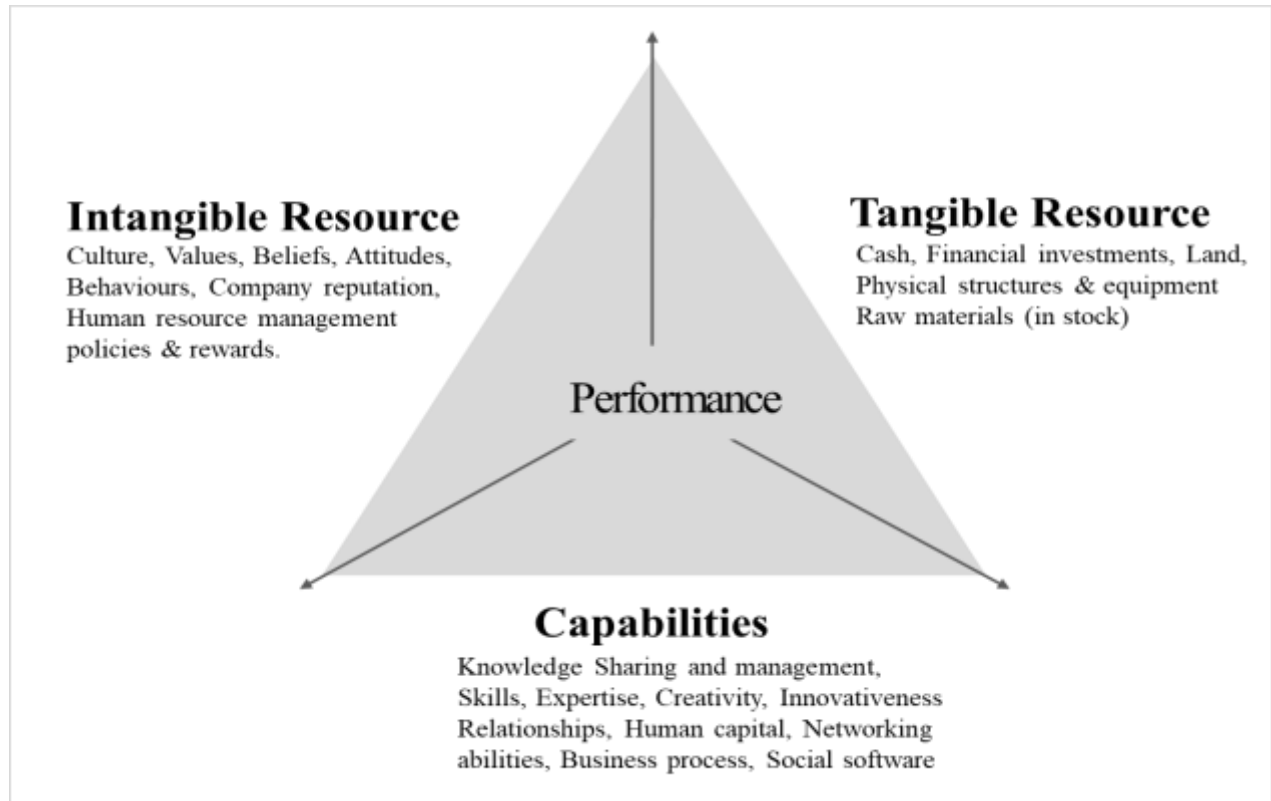 Intangible Resource
Culture, Values, Beliefs, Attitudes,
Behaviours, Company reputation,
Human resource management
policies & rewards.
Tangible Resource
Cash, Financial investments, Land,
Physical structures & equipment
Raw materials (in stock)
Performance
Capabilities
Knowledge Sharing and management,
Skills, Expertise, Creativity, Innovativeness
Relationships, Human capital, Networking
abilities, Business process, Social software